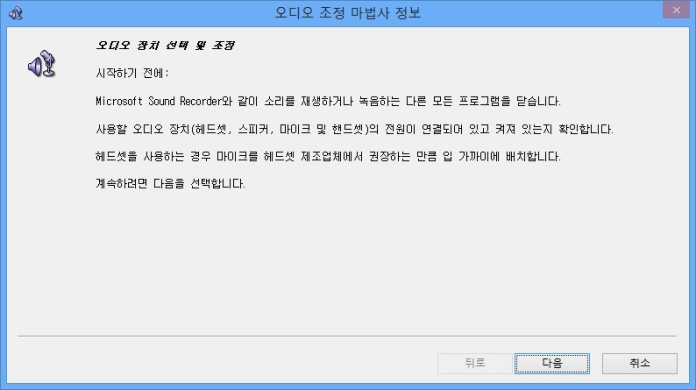 오디오 조정 마법사 정보
오디오 장치 선택 및 조정
시작하기 전에:
Microsoft Sound Recorder와 같이 소리를 재생하거나 녹음하는 다른 모든 프로그램을 닫습니다.
사용할 오디오 장치(헤드셋, 스피커, 마이크 및 핸드셋)의 전원이 연결되어 있고 켜져 있는지 확인합니다.
헤드셋을 사용하는 경우 마이크를 헤드셋 제조업체에서 권장하는 만큼 입 가까이에 배치합니다.
계속하려면 다음을 선택합니다.
뒤로
다음
취소